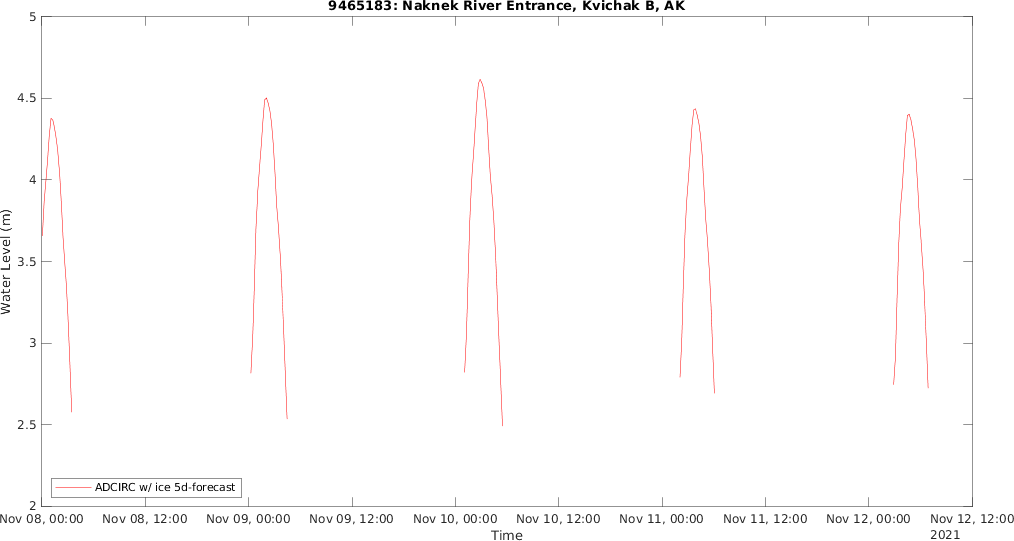 9465183: Naknek River Entrance, Kvichak B, AK
5
4.5
4
3.5
3
2.5
2
Water Level (m)
ADCIRC w/ ice 5d-forecast
Nov 08, 00:00 Nov 08, 12:00 Nov 09, 00:00 Nov 09, 12:00 Nov 10, 00:00 Nov 10, 12:00 Nov 11, 00:00 Nov 11, 12:00 Nov 12, 00:00 Nov 12, 12:00
2021
Time